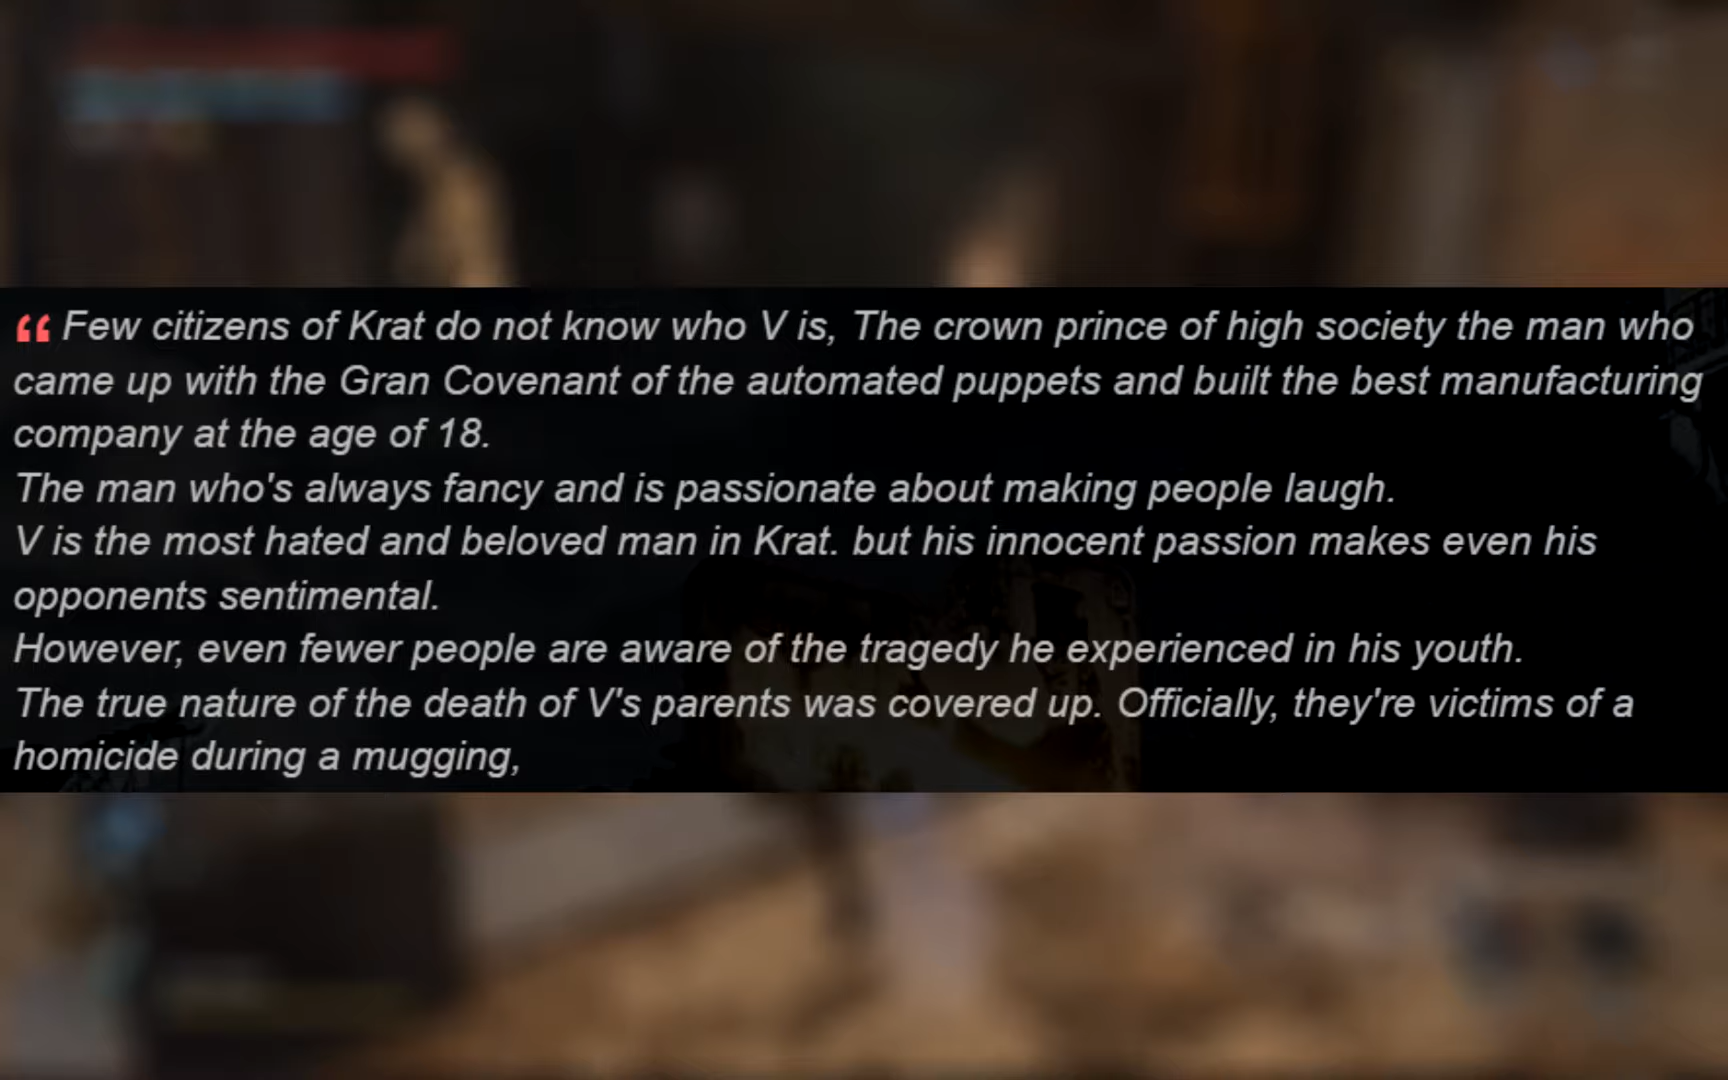 “Few citizens of Krat do not know who V is, The crown prince of high society the man who
came up with the Gran Covenant of the automated puppets and built the best manufacturing
company at the age of 18.
The man who's always fancy and is passionate about making people laugh.
V is the most hated and beloved man in Krat. but his innocent passion makes even his
opponents sentimental.
However, even fewer people are aware of the tragedy he experienced in his youth.
The true nature of the death of V's parents was covered up. Officially, they're victims of a
homicide during a mugging,